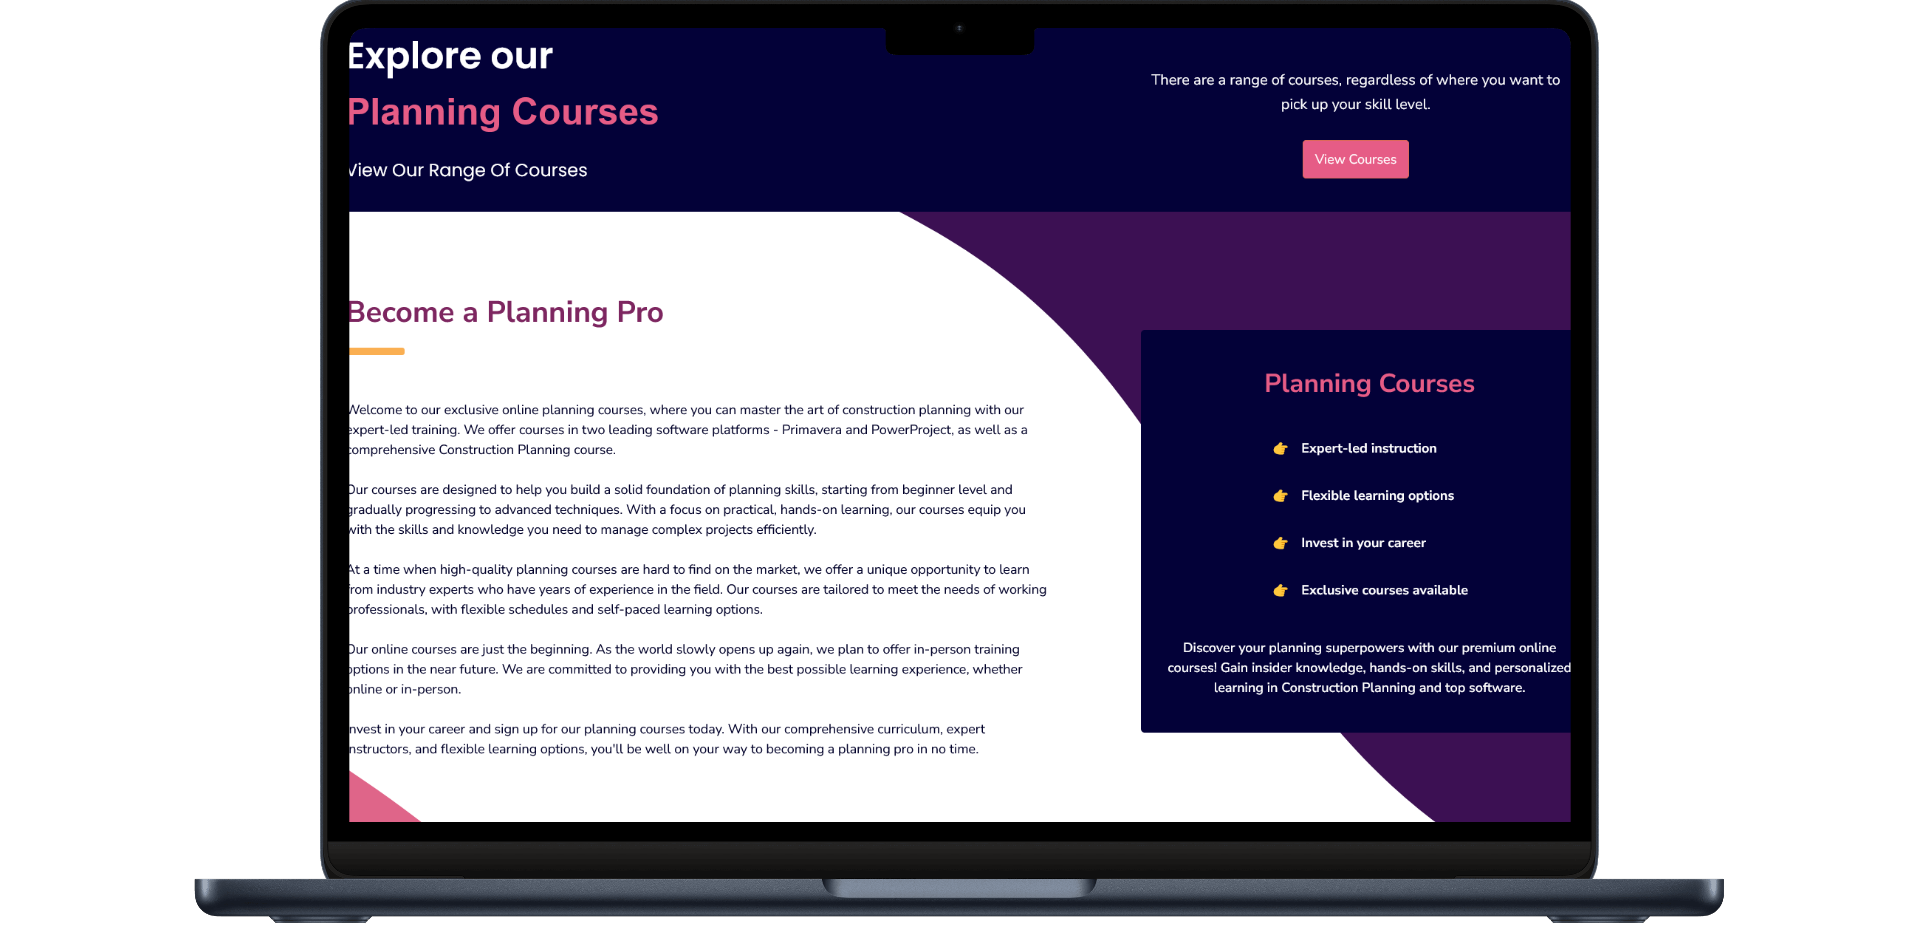 Explore our
Planning Courses
View Our Range Of Courses
There are a range of courses, regardless of where you want to
pick up your skill level.
View Courses
Become a Planning Pro
Welcome to our exclusive online planning courses, where you can master the art of construction planning with our
expert-led training. We offer courses in two leading software platforms - Primavera and PowerProject, as well as a
comprehensive Construction Planning course.
Our courses are designed to help you build a solid foundation of planning skills, starting from beginner level and
gradually progressing to advanced techniques. With a focus on practical, hands-on learning, our courses equip you
with the skills and knowledge you need to manage complex projects efficiently.
At a time when high-quality planning courses are hard to find on the market, we offer a unique opportunity to learn
from industry experts who have years of experience in the field. Our courses are tailored to meet the needs of working
professionals, with flexible schedules and self-paced learning options.
Our online courses are just the beginning. As the world slowly opens up again, we plan to offer in-person training
options in the near future. We are committed to providing you with the best possible learning experience, whether
online or in-person.
Invest in your career and sign up for our planning courses today. With our comprehensive curriculum, expert
instructors, and flexible learning options, you'll be well on your way to becoming a planning pro in no time.
Planning Courses
👉 Expert-led instruction
👉 Flexible learning options
👉 Invest in your career
👉 Exclusive courses available
Discover your planning superpowers with our premium online
courses! Gain insider knowledge, hands-on skills, and personalized
learning in Construction Planning and top software.